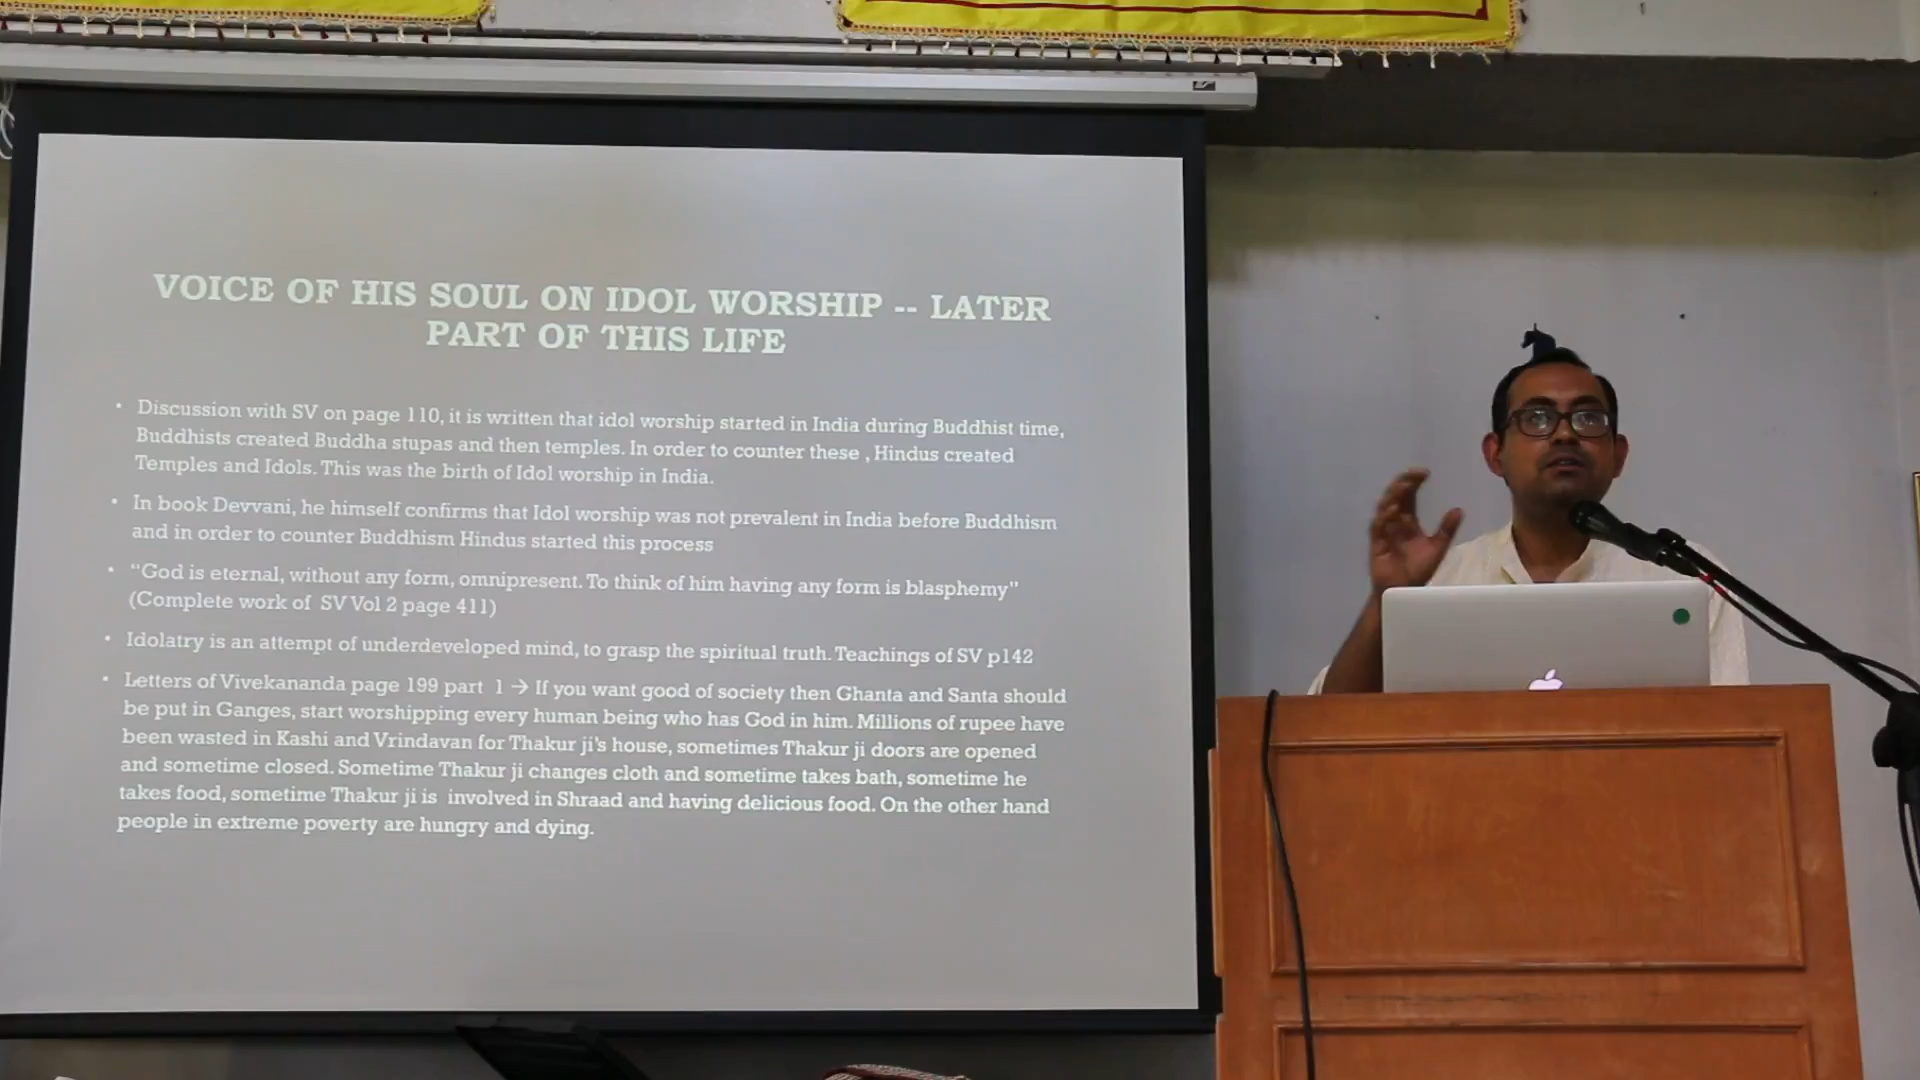 VOICE OF HIS SOUL ON IDOL WORSHIP -- LATER
PART OF THIS LIFE
• Discussion with SV on page 110, it is written that idol worship started in India during Buddhist time,
Buddhists created Buddha stupas and then temples. In order to counter these , Hindus created
Temples and Idols. This was the birth of Idol worship in India.
• In book Devvani, he himself confirms that Idol worship was not prevalent in India before Buddhism
and in order to counter Buddhism Hindus started this process
• “God is eternal, without any form, omnipresent. To think of him having any form is blasphemy”
(Complete work of SV Vol 2 page 411)
• Idolatry is an attempt of underdeveloped mind, to grasp the spiritual truth. Teachings of SV p142
• Letters of Vivekananda page 199 part 1 → If you want good of society then Ghanta and Santa should
be put in Ganges, start worshipping every human being who has God in him. Millions of rupee have
been wasted in Kashi and Vrindavan for Thakur ji's house, sometimes Thakur ji doors are opened
and sometime closed. Sometime Thakur ji changes cloth and sometime takes bath, sometime he
takes food, sometime Thakur ji is involved in Shraad and having delicious food. On the other hand
people in extreme poverty are hungry and dying.